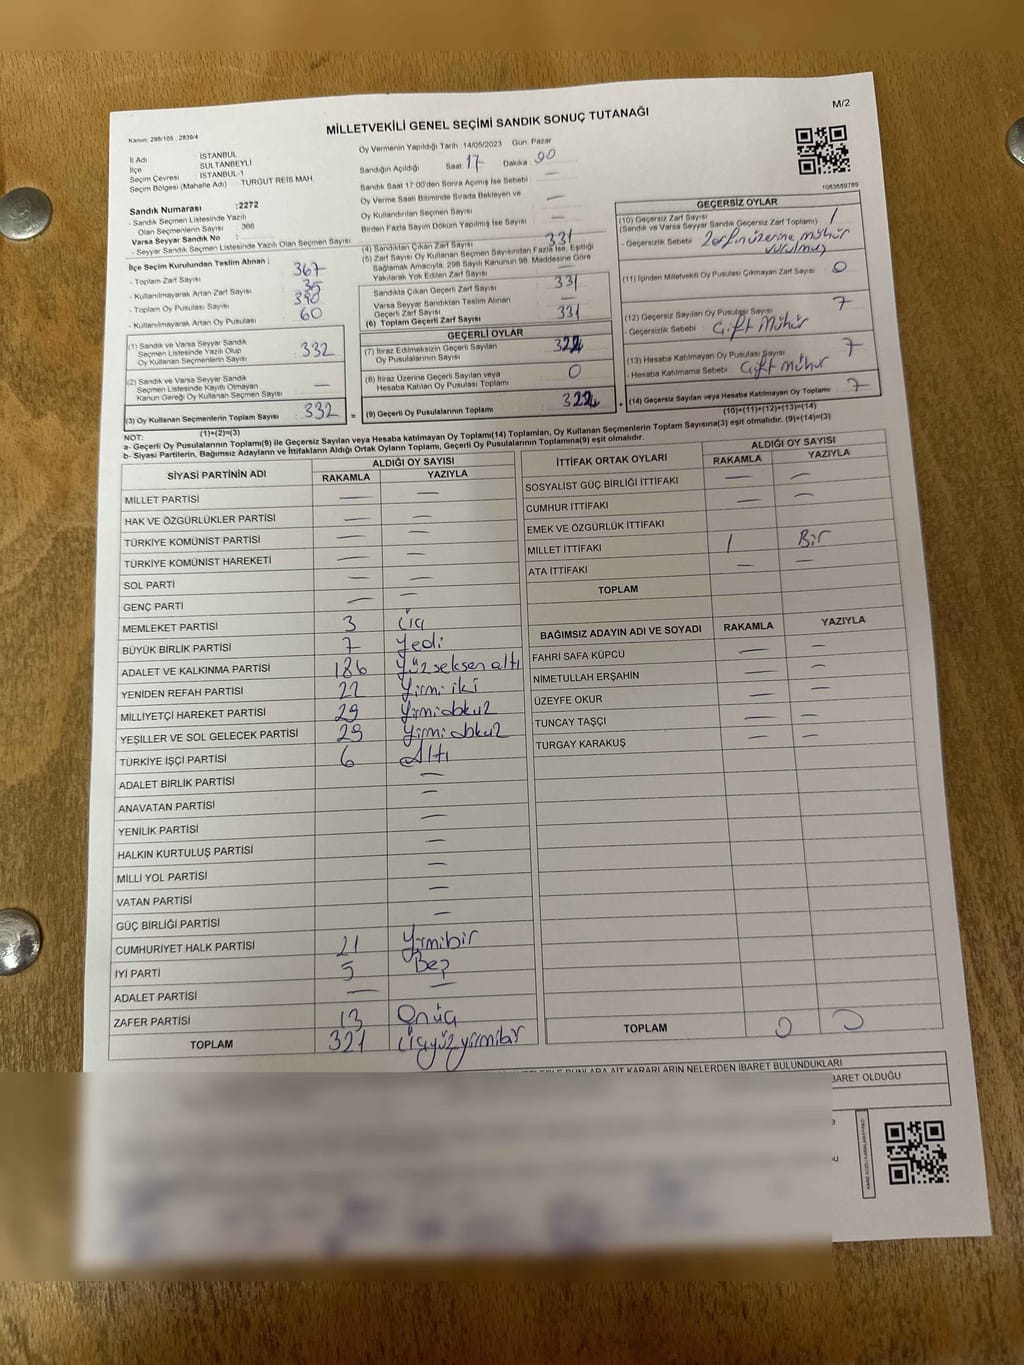 M/2
MİLLETVEKİLİ GENEL SEÇİMİ SANDIK SONUÇ TUTANAĞI
Kanun: 298/105 , 2839/4
İl Adı : İSTANBUL
İlçe : SULTANBEYLİ
Seçim Çevresi : İSTANBUL-1
Seçim Bölgesi (Mahalle Adı) : TURGUT REİS MAH.
Sandık Numarası :2272
- Sandık Seçmen Listesinde Yazılı
Olan Seçmenlerin Sayısı 366
Varsa Seyyar Sandık No :
- Seyyar Sandık Seçmen Listesinde Yazılı Olan Seçmen Sayısı:
İlçe Seçim Kurulundan Teslim Alınan :
- Toplam Zarf Sayısı 367
- Kullanılmayarak Artan Zarf Sayısı 35
- Toplam Oy Pusulası Sayısı
- Kullanılmayarak Artan Oy Pusulası 60
(1) Sandık ve Varsa Seyyar Sandık
Seçmen Listesinde Yazılı Olup
Oy Kullanan Seçmenlerin Sayısı 332
(2) Sandık ve Varsa Seyyar Sandık
Seçmen Listesinde Kayıtlı Olmayan
Kanun Gereği Oy Kullanan Seçmen Sayısı —
(3) Oy Kullanan Seçmenlerin Toplam Sayısı 332 =
(1)+(2)=(3)
Oy Vermenin Yapıldığı Tarih :14/05/2023 Gün: Pazar
Sandığın Açıldığı Saat 17 Dakika 00
Sandık Saat 17:00'den Sonra Açılmış İse Sebebi : —
Oy Verme Saati Bitiminde Sırada Bekleyen ve
Oy Kullandırılan Seçmen Sayısı —
Birden Fazla Sayım Döküm Yapılmış İse Sayısı : —
(4) Sandıktan Çıkan Zarf Sayısı 331
(5) Zarf Sayısı Oy Kullanan Seçmen Sayısından Fazla İse, Eşitliği
Sağlamak Amacıyla, 298 Sayılı Kanunun 98. Maddesine Göre
Yakılarak Yok Edilen Zarf Sayısı —
Sandıkta Çıkan Geçerli Zarf Sayısı 331
Varsa Seyyar Sandıktan Teslim Alınan
Geçerli Zarf Sayısı —
(6) Toplam Geçerli Zarf Sayısı 331
GEÇERLİ OYLAR
(7) İtiraz Edilmeksizin Geçerli Sayılan
Oy Pusulalarının Sayısı
(8) İtiraz Üzerine Geçerli Sayılan veya
Hesaba Katılan Oy Pusulası Toplamı 0
(9) Geçerli Oy Pusulalarının Toplamı +
1083689789
GEÇERSİZ OYLAR
(10) Geçersiz Zarf Sayısı 1
(Sandık ve Varsa Seyyar Sandık Geçersiz Zarf Toplamı)
- Geçersizlik Sebebi : Zarfın üzerine mühür
vurulmuş
(11) İçinden Milletvekili Oy Pusulası Çıkmayan Zarf Sayısı 0
(12) Geçersiz Sayılan Oy Pusulası Sayısı 7
- Geçersizlik Sebebi : Çift Mühür
(13) Hesaba Katılmayan Oy Pusulası Sayısı 7
- Hesaba Katılmama Sebebi : Çift mühür
(14) Geçersiz Sayılan veya Hesaba Katılmayan Oy Toplamı 7
(10)+(11)+(12)+(13)=(14)
NOT:
a- Geçerli Oy Pusulalarının Toplamı(9) ile Geçersiz Sayılan veya Hesaba Katılmayan Oy Toplamı(14) Toplamları, Oy Kullanan Seçmenlerin Toplam Sayısına(3) eşit olmalıdır. (9)+(14)=(3)
b- Siyasi Partilerin, Bağımsız Adayların ve İttifakların Aldığı Ortak Oyların Toplamı, Geçerli Oy Pusulalarının Toplamına(9) eşit olmalıdır.
SİYASİ PARTİNİN ADI ALDIĞI OY SAYISI
RAKAMLA YAZIYLA
MİLLET PARTİSİ — —
HAK VE ÖZGÜRLÜKLER PARTİSİ — —
TÜRKİYE KOMÜNİST PARTİSİ — —
TÜRKİYE KOMÜNİST HAREKETİ — —
SOL PARTİ — —
GENÇ PARTİ — —
MEMLEKET PARTİSİ 3 Üç
BÜYÜK BİRLİK PARTİSİ 7 Yedi
ADALET VE KALKINMA PARTİSİ 186 Yüz seksen altı
YENİDEN REFAH PARTİSİ 22 Yirmi iki
MİLLİYETÇİ HAREKET PARTİSİ 29 Yirmi dokuz
YEŞİLLER VE SOL GELECEK PARTİSİ 29 Yirmi dokuz
TÜRKİYE İŞÇİ PARTİSİ 6 Altı
ADALET BİRLİK PARTİSİ —
ANAVATAN PARTİSİ —
YENİLİK PARTİSİ —
HALKIN KURTULUŞ PARTİSİ —
MİLLİ YOL PARTİSİ —
VATAN PARTİSİ —
GÜÇ BİRLİĞİ PARTİSİ —
CUMHURİYET HALK PARTİSİ 21 Yirmibir
İYİ PARTİ 5 Beş
ADALET PARTİSİ — —
ZAFER PARTİSİ 13 Onüç
TOPLAM 321 Üçyüzyirmibir
İTTİFAK ORTAK OYLARI ALDIĞI OY SAYISI
RAKAMLA YAZIYLA
SOSYALİST GÜÇ BİRLİĞİ İTTİFAKI — —
CUMHUR İTTİFAKI — —
EMEK VE ÖZGÜRLÜK İTTİFAKI
MİLLET İTTİFAKI 1 Bir
ATA İTTİFAKI — —
TOPLAM
BAĞIMSIZ ADAYIN ADI VE SOYADI RAKAMLA YAZIYLA
FAHRİ SAFA KÜPCÜ — —
NİMETULLAH ERŞAHİN — —
ÜZEYFE OKUR — —
TUNCAY TAŞÇI — —
TURGAY KARAKUŞ — —
TOPLAM 0 0
AİT KARARLARIN NELERDEN İBARET BULUNDUKLARI
BARET OLDUĞU